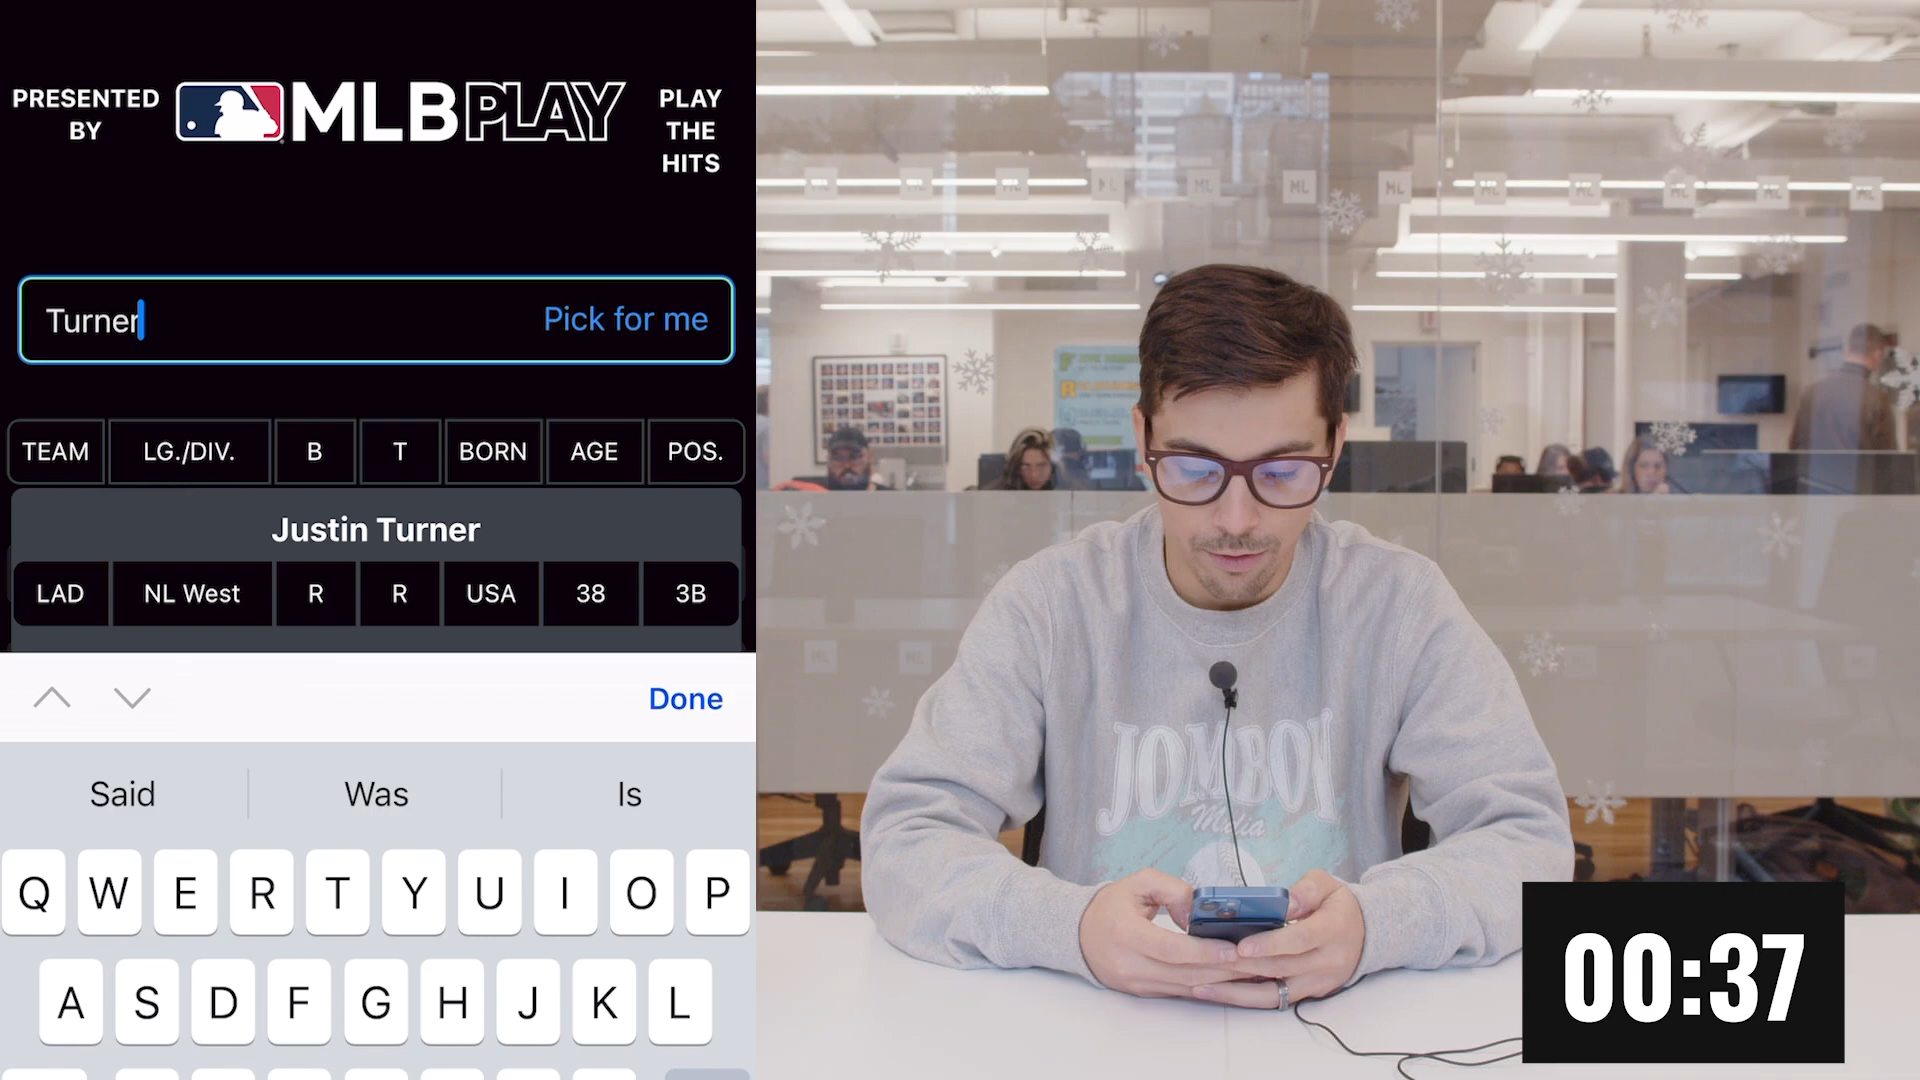 PRESENTED
BY
MLB PLAY
PLAY
THE
HITS
Turner
Pick for me
TEAM LG./DIV. B T BORN AGE POS.
Justin Turner
LAD NL West R R USA 38 3B
Done
Said Was Is
Q W E R T Y U I O P
A S D F G H J K L
JOMBOY
Media
00:37